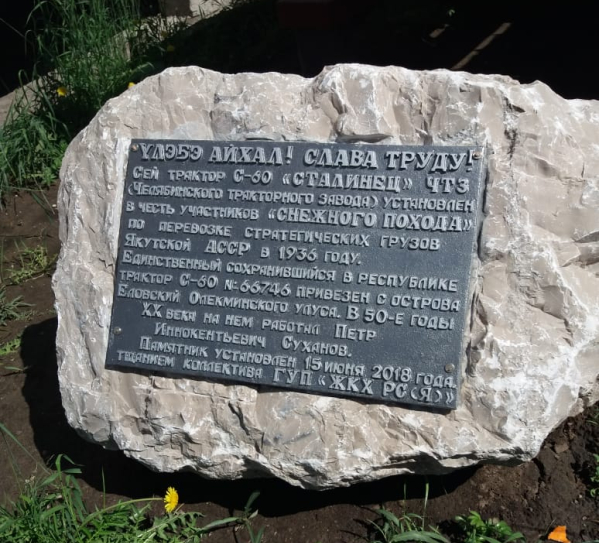 ҮЛЭҔЭ АЙХАЛ! СЛАВА ТРУДУ!
СЕЙ ТРАКТОР С-60 «СТАЛИНЕЦ» ЧТЗ
(ЧЕЛЯБИНСКОГО ТРАКТОРНОГО ЗАВОДА) УСТАНОВЛЕН
В ЧЕСТЬ УЧАСТНИКОВ «СНЕЖНОГО ПОХОДА»
ПО ПЕРЕВОЗКЕ СТРАТЕГИЧЕСКИХ ГРУЗОВ
ЯКУТСКОЙ АССР В 1936 ГОДУ.
ЕДИНСТВЕННЫЙ СОХРАНИВШИЙСЯ В РЕСПУБЛИКЕ
ТРАКТОР С-60 №66746 ПРИВЕЗЕН С ОСТРОВА
ЕЛОВСКИЙ ОЛЕКМИНСКОГО УЛУСА. В 50-Е ГОДЫ
XX ВЕКА НА НЕМ РАБОТАЛ ПЕТР
ИННОКЕНТЬЕВИЧ СУХАНОВ.
ПАМЯТНИК УСТАНОВЛЕН 15 ИЮНЯ 2018 ГОДА.
ТЩАНИЕМ КОЛЛЕКТИВА ГУП «ЖКХ РС(Я)»